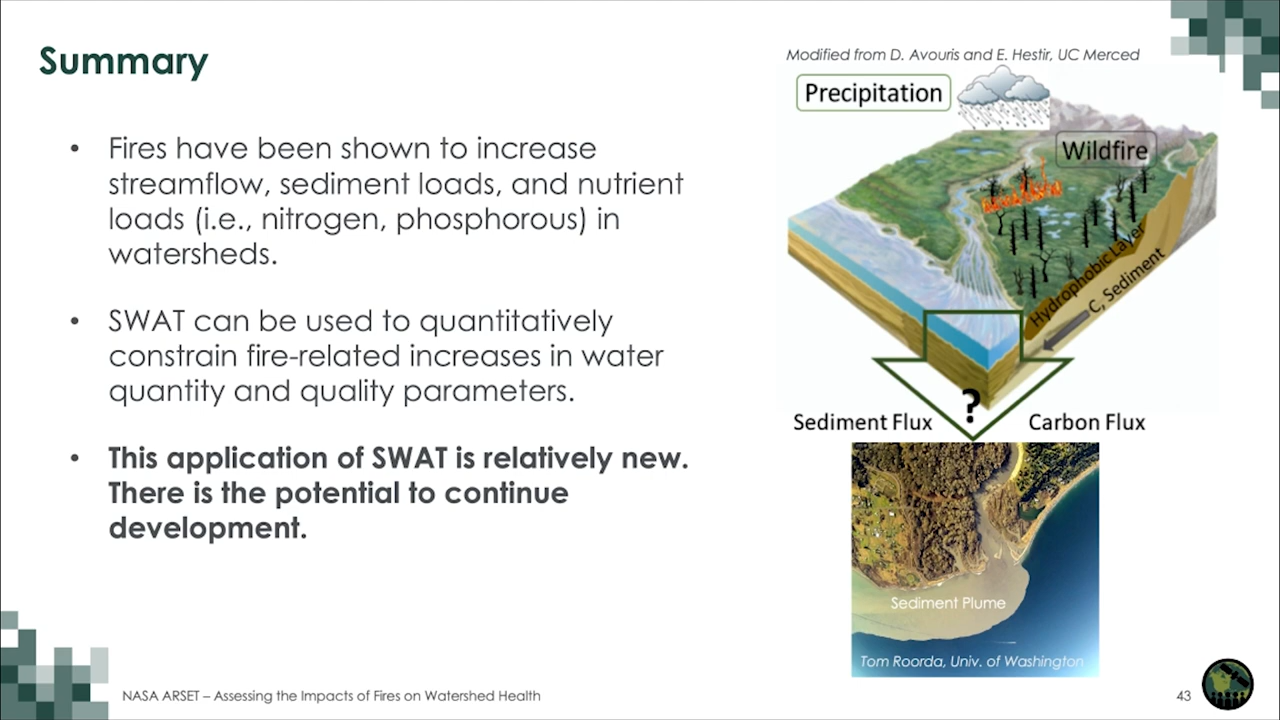 Summary
• Fires have been shown to increase
streamflow, sediment loads, and nutrient
loads (i.e., nitrogen, phosphorous) in
watersheds.
• SWAT can be used to quantitatively
constrain fire-related increases in water
quantity and quality parameters.
• This application of SWAT is relatively new.
There is the potential to continue
development.
Modified from D. Avouris and E. Hestir, UC Merced
Precipitation
Wildfire
Hydrophobic Layer
C, Sediment
?
Sediment Flux
Carbon Flux
Sediment Plume
Tom Roorda, Univ. of Washington
NASA ARSET – Assessing the Impacts of Fires on Watershed Health
43